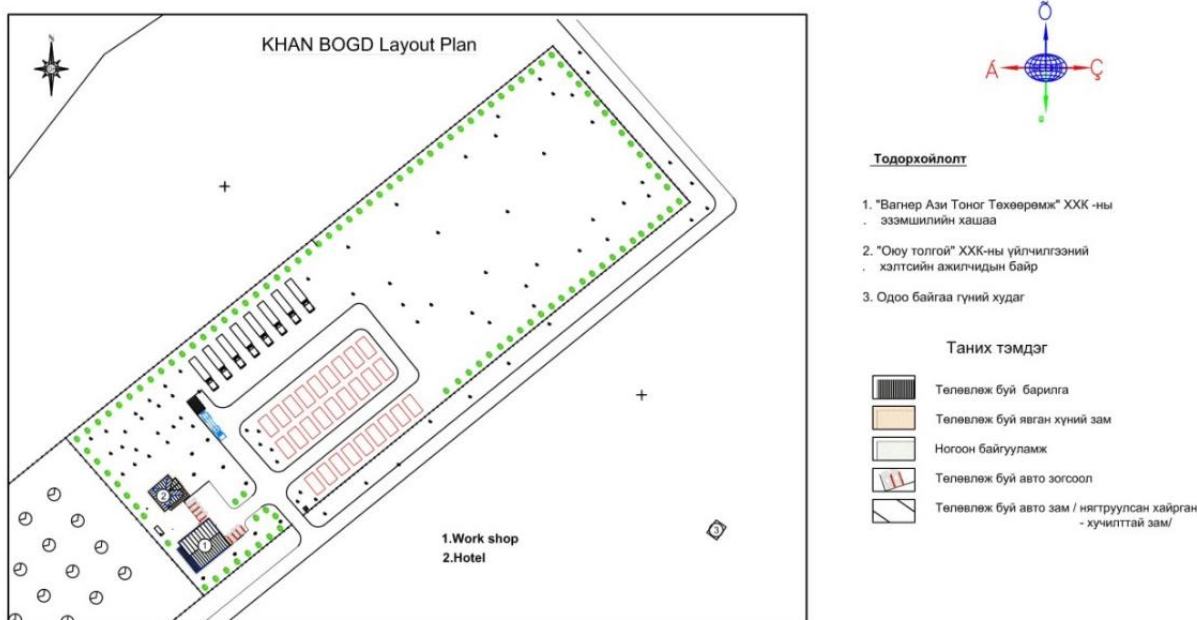 KHAN BOGD Layout Plan
N
2
1
1.Work shop
2.Hotel
3
Õ
Á
Ç
Тодорхойлолт
1. "Вагнер Ази Тоног Төхөөрөмж" ХХК -ны
. эзэмшилийн хашаа
2. "Оюу толгой" ХХК-ны үйлчилгээний
. хэлтсийн ажилчидын байр
3. Одоо байгаа гүний худаг
Таних тэмдэг
Төлөвлөж буй барилга
Төлөвлөж буй явган хүний зам
Ногоон байгууламж
Төлөвлөж буй авто зогсоол
Төлөвлөж буй авто зам / нягтруулсан хайрган
- хучилттай зам/